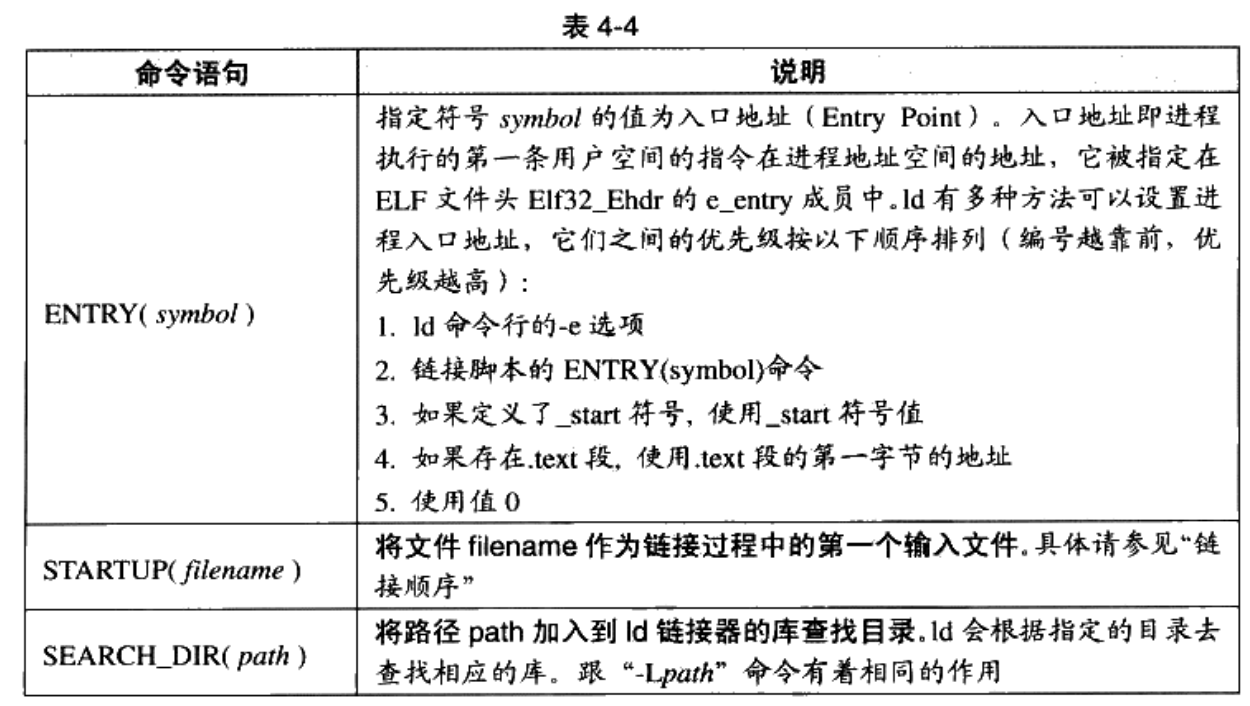 表 4-4
命令语句
说明
ENTRY( symbol )
指定符号 symbol 的值为入口地址（Entry Point）。入口地址即进程
执行的第一条用户空间的指令在进程地址空间的地址，它被指定在
ELF 文件头 Elf32_Ehdr 的 e_entry 成员中。ld 有多种方法可以设置进
程入口地址，它们之间的优先级按以下顺序排列（编号越靠前，优
先级越高）：
1. ld 命令行的-e 选项
2. 链接脚本的 ENTRY(symbol)命令
3. 如果定义了_start 符号, 使用_start 符号值
4. 如果存在.text 段, 使用.text 段的第一字节的地址
5. 使用值 0
STARTUP( filename )
将文件 filename 作为链接过程中的第一个输入文件。具体请参见“链
接顺序”
SEARCH_DIR( path )
将路径 path 加入到 ld 链接器的库查找目录。ld 会根据指定的目录去
查找相应的库。跟 “-Lpath” 命令有着相同的作用